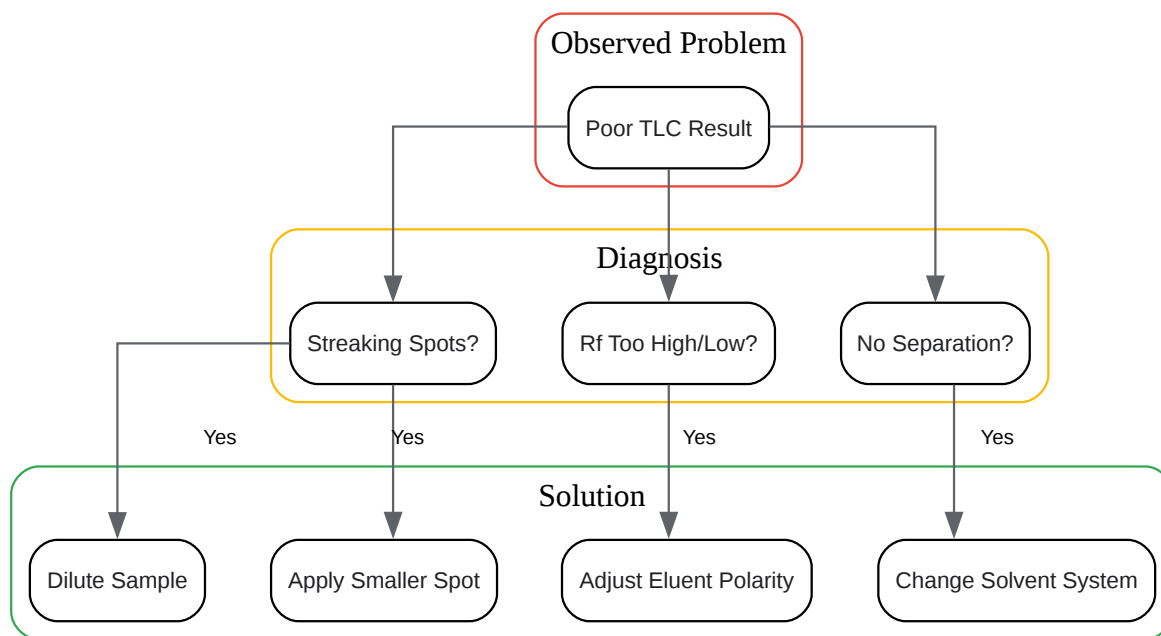 Observed Problem
Poor TLC Result
Diagnosis
Streaking Spots?
Rf Too High/Low?
No Separation?
Yes
Yes
Yes
Yes
Solution
Dilute Sample
Apply Smaller Spot
Adjust Eluent Polarity
Change Solvent System